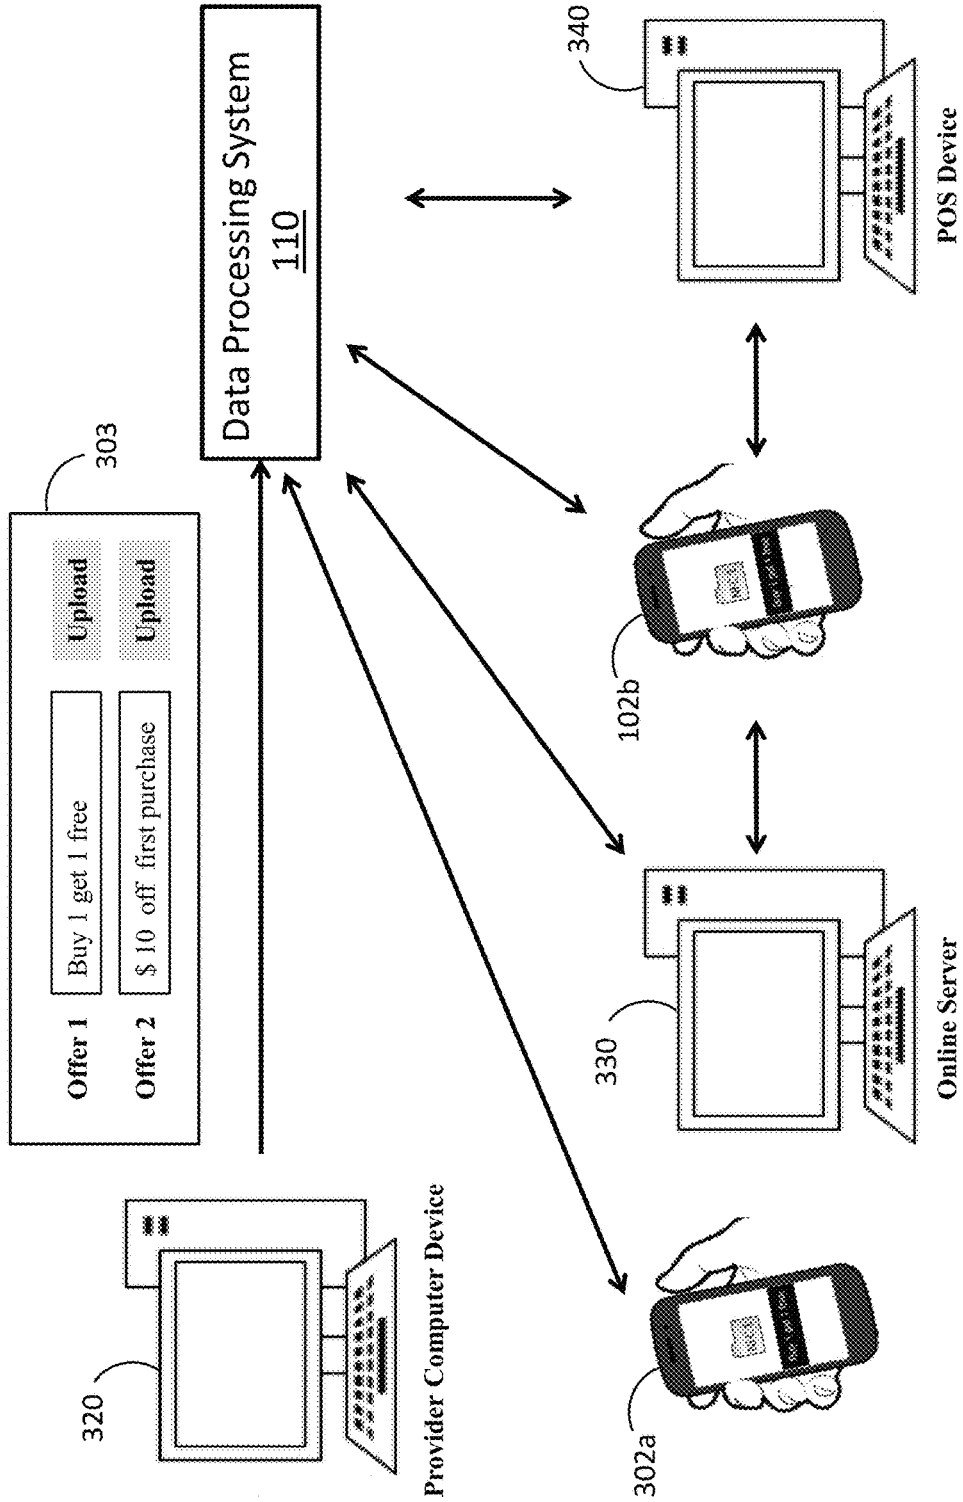 303
Offer 1 Buy 1 get 1 free Upload
Offer 2 $ 10 off first purchase Upload
320
Provider Computer Device
Data Processing System
110
302a
330
Online Server
102b
340
POS Device